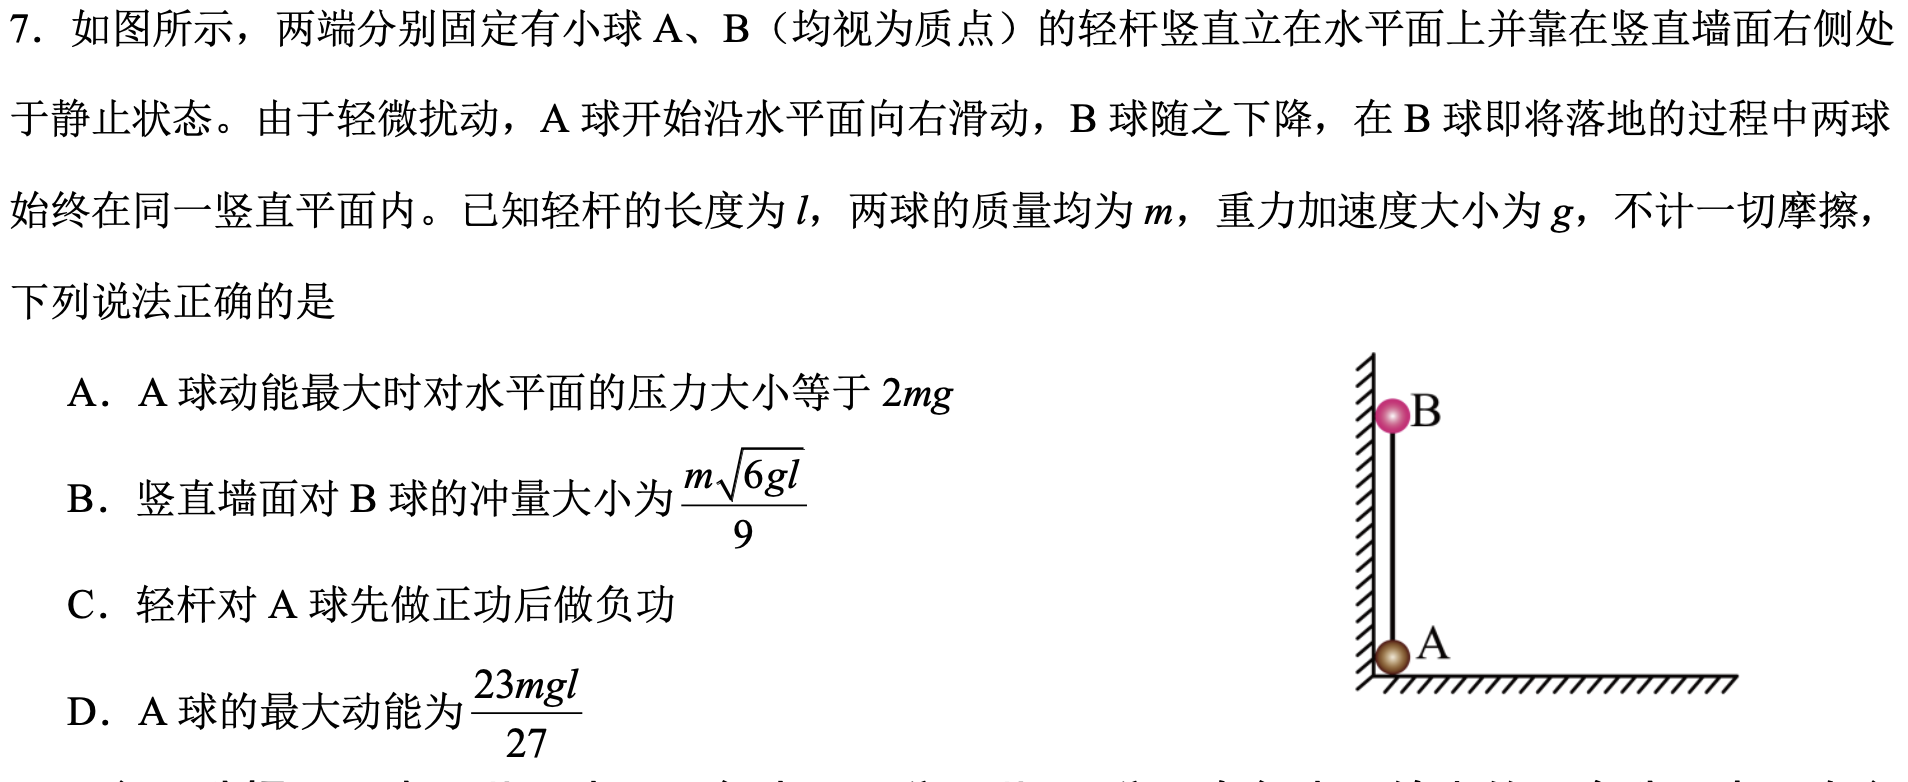 7. 如图所示，两端分别固定有小球 A、B（均视为质点）的轻杆竖直立在水平面上并靠在竖直墙面右侧处
于静止状态。由于轻微扰动，A 球开始沿水平面向右滑动，B 球随之下降，在 B 球即将落地的过程中两球
始终在同一竖直平面内。已知轻杆的长度为 l，两球的质量均为 m，重力加速度大小为 g，不计一切摩擦，
下列说法正确的是
A. A 球动能最大时对水平面的压力大小等于 2mg
B. 竖直墙面对 B 球的冲量大小为 m√(6gl)/9
C. 轻杆对 A 球先做正功后做负功
D. A 球的最大动能为 23mgl/27
B
A